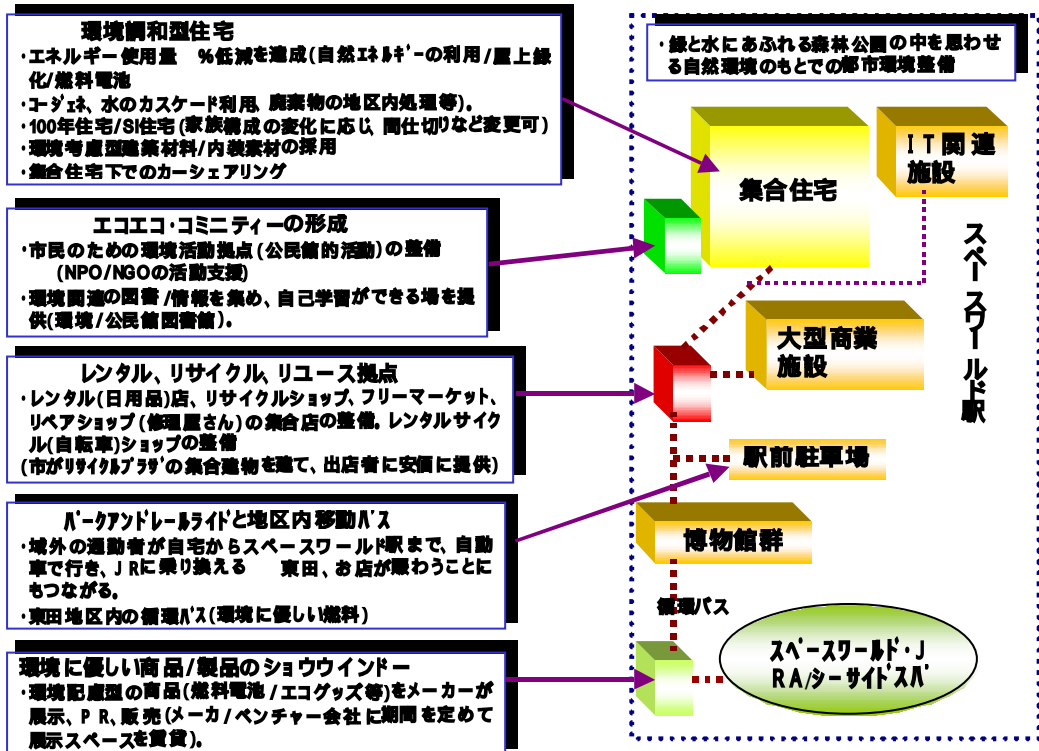 環境調和型住宅
・エネルギー使用量　%低減を達成(自然エネルギーの利用/屋上緑
化/燃料電池
・コージェネ、水のカスケード利用、廃棄物の地区内処理等)。
・100年住宅/SI住宅(家族構成の変化に応じ、間仕切りなど変更可)
・環境考慮型建築材料/内装素材の採用
・集合住宅下でのカーシェアリング
エコエコ・コミニティーの形成
・市民のための環境活動拠点(公民館的活動)の整備
(NPO/NGOの活動支援)
・環境関連の図書/情報を集め、自己学習ができる場を提
供(環境/公民館図書館)。
レンタル、リサイクル、リユース拠点
・レンタル(日用品)店、リサイクルショップ、フリーマーケット、
リペアショップ(修理屋さん)の集合店の整備。レンタルサイク
ル(自転車)ショップの整備
(市がリサイクルプラザの集合建物を建て、出店者に安価に提供)
パークアンドレールライドと地区内移動バス
・域外の通勤者が自宅からスペースワールド駅まで、自動
車で行き、JRに乗り換える　東田、お店が賑わうことに
もつながる。
・東田地区内の循環バス(環境に優しい燃料)
環境に優しい商品/製品のショウウインドー
・環境配慮型の商品(燃料電池/エコグッズ等)をメーカーが
展示、PR、販売(メーカ/ベンチャー会社に期間を定めて
展示スペースを賃貸)。
・緑と水にあふれる森林公園の中を思わせ
る自然環境のもとでの都市環境整備
IT関連
施設
集合住宅
スペースワールド駅
大型商業
施設
駅前駐車場
博物館群
循環バス
スペースワールド・J
RA/シーサイドスパ